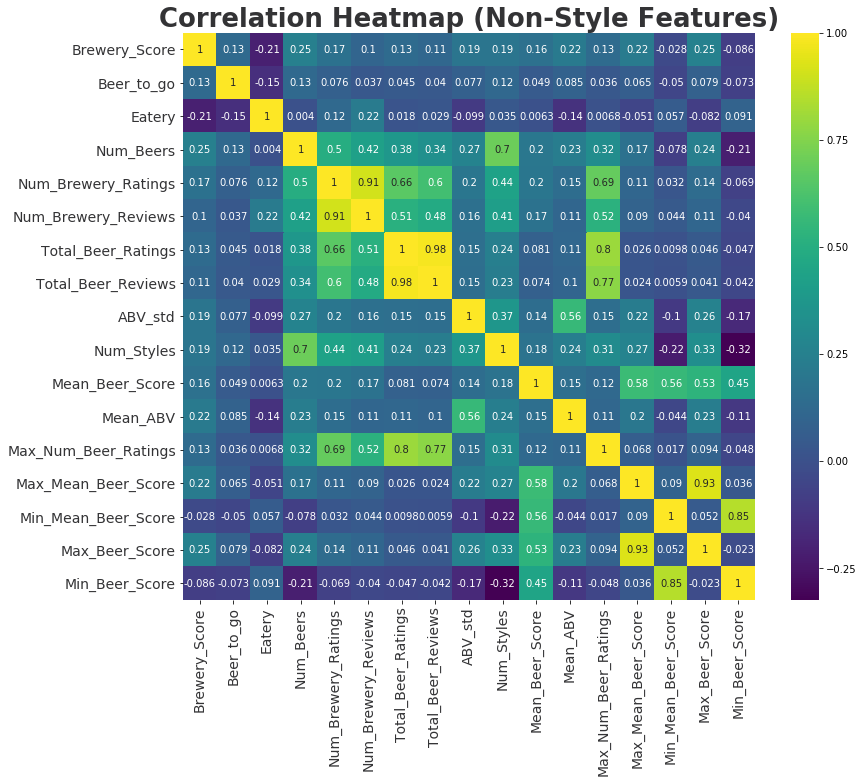 Correlation Heatmap (Non-Style Features)
Brewery_Score 1 0.13 -0.21 0.25 0.17 0.1 0.13 0.11 0.19 0.19 0.16 0.22 0.13 0.22 -0.028 0.25 -0.086
Beer_to_go 0.13 1 -0.15 0.13 0.076 0.037 0.045 0.04 0.077 0.12 0.049 0.085 0.036 0.065 -0.05 0.079 -0.073
Eatery -0.21 -0.15 1 0.004 0.12 0.22 0.018 0.029 -0.099 0.035 0.0063 -0.14 0.0068 -0.051 0.057 -0.082 0.091
Num_Beers 0.25 0.13 0.004 1 0.5 0.42 0.38 0.34 0.27 0.7 0.2 0.23 0.32 0.17 -0.078 0.24 -0.21
Num_Brewery_Ratings 0.17 0.076 0.12 0.5 1 0.91 0.66 0.6 0.2 0.44 0.2 0.15 0.69 0.11 0.032 0.14 -0.069
Num_Brewery_Reviews 0.1 0.037 0.22 0.42 0.91 1 0.51 0.48 0.16 0.41 0.17 0.11 0.52 0.09 0.044 0.11 -0.04
Total_Beer_Ratings 0.13 0.045 0.018 0.38 0.66 0.51 1 0.98 0.15 0.24 0.081 0.11 0.8 0.026 0.0098 0.046 -0.047
Total_Beer_Reviews 0.11 0.04 0.029 0.34 0.6 0.48 0.98 1 0.15 0.23 0.074 0.1 0.77 0.024 0.0059 0.041 -0.042
ABV_std 0.19 0.077 -0.099 0.27 0.2 0.16 0.15 0.15 1 0.37 0.14 0.56 0.15 0.22 -0.1 0.26 -0.17
Num_Styles 0.19 0.12 0.035 0.7 0.44 0.41 0.24 0.23 0.37 1 0.18 0.24 0.31 0.27 -0.22 0.33 -0.32
Mean_Beer_Score 0.16 0.049 0.0063 0.2 0.2 0.17 0.081 0.074 0.14 0.18 1 0.15 0.12 0.58 0.56 0.53 0.45
Mean_ABV 0.22 0.085 -0.14 0.23 0.15 0.11 0.11 0.1 0.56 0.24 0.15 1 0.11 0.2 -0.044 0.23 -0.11
Max_Num_Beer_Ratings 0.13 0.036 0.0068 0.32 0.69 0.52 0.8 0.77 0.15 0.31 0.12 0.11 1 0.068 0.017 0.094 -0.048
Max_Mean_Beer_Score 0.22 0.065 -0.051 0.17 0.11 0.09 0.026 0.024 0.22 0.27 0.58 0.2 0.068 1 0.09 0.93 0.036
Min_Mean_Beer_Score -0.028 -0.05 0.057 -0.078 0.032 0.044 0.0098 0.0059 -0.1 -0.22 0.56 -0.044 0.017 0.09 1 0.052 0.85
Max_Beer_Score 0.25 0.079 -0.082 0.24 0.14 0.11 0.046 0.041 0.26 0.33 0.53 0.23 0.094 0.93 0.052 1 -0.023
Min_Beer_Score -0.086 -0.073 0.091 -0.21 -0.069 -0.04 -0.047 -0.042 -0.17 -0.32 0.45 -0.11 -0.048 0.036 0.85 -0.023 1
Brewery_Score
Beer_to_go
Eatery
Num_Beers
Num_Brewery_Ratings
Num_Brewery_Reviews
Total_Beer_Ratings
Total_Beer_Reviews
ABV_std
Num_Styles
Mean_Beer_Score
Mean_ABV
Max_Num_Beer_Ratings
Max_Mean_Beer_Score
Min_Mean_Beer_Score
Max_Beer_Score
Min_Beer_Score
1.00
0.75
0.50
0.25
0.00
−0.25